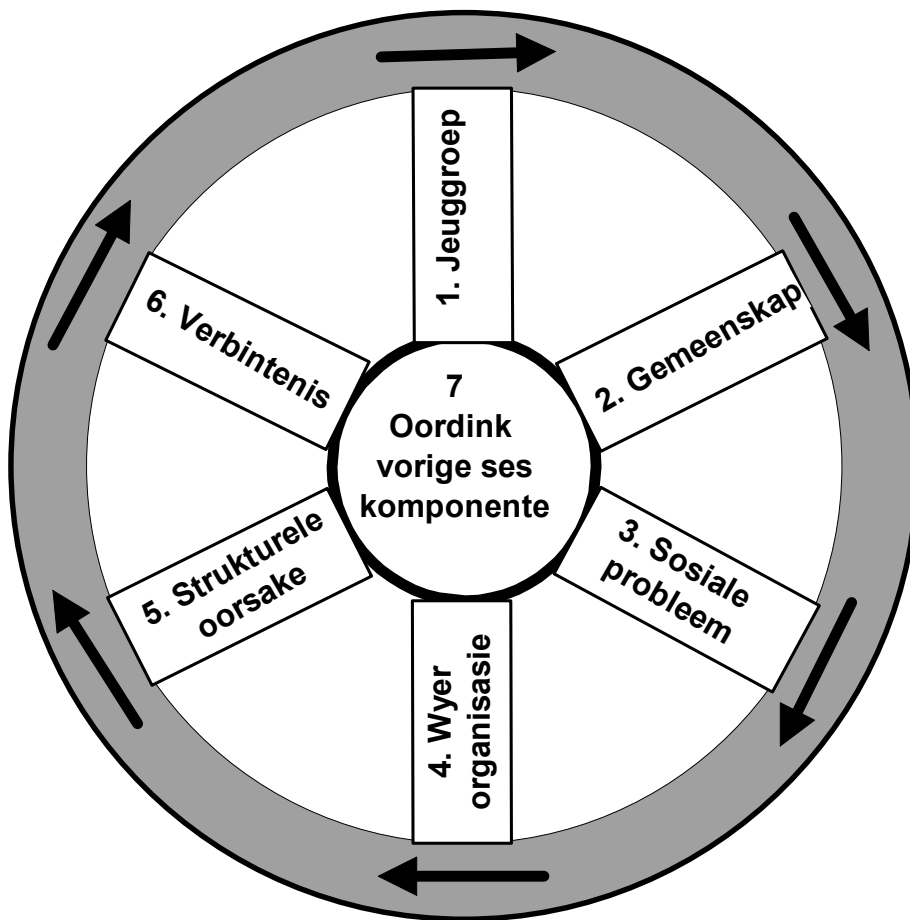 1. Jeuggroep
2. Gemeenskap
3. Sosiale
probleem
4. Wyer
organisasie
5. Strukturele
oorsake
6. Verbintenis
7
Oordink
vorige ses
komponente